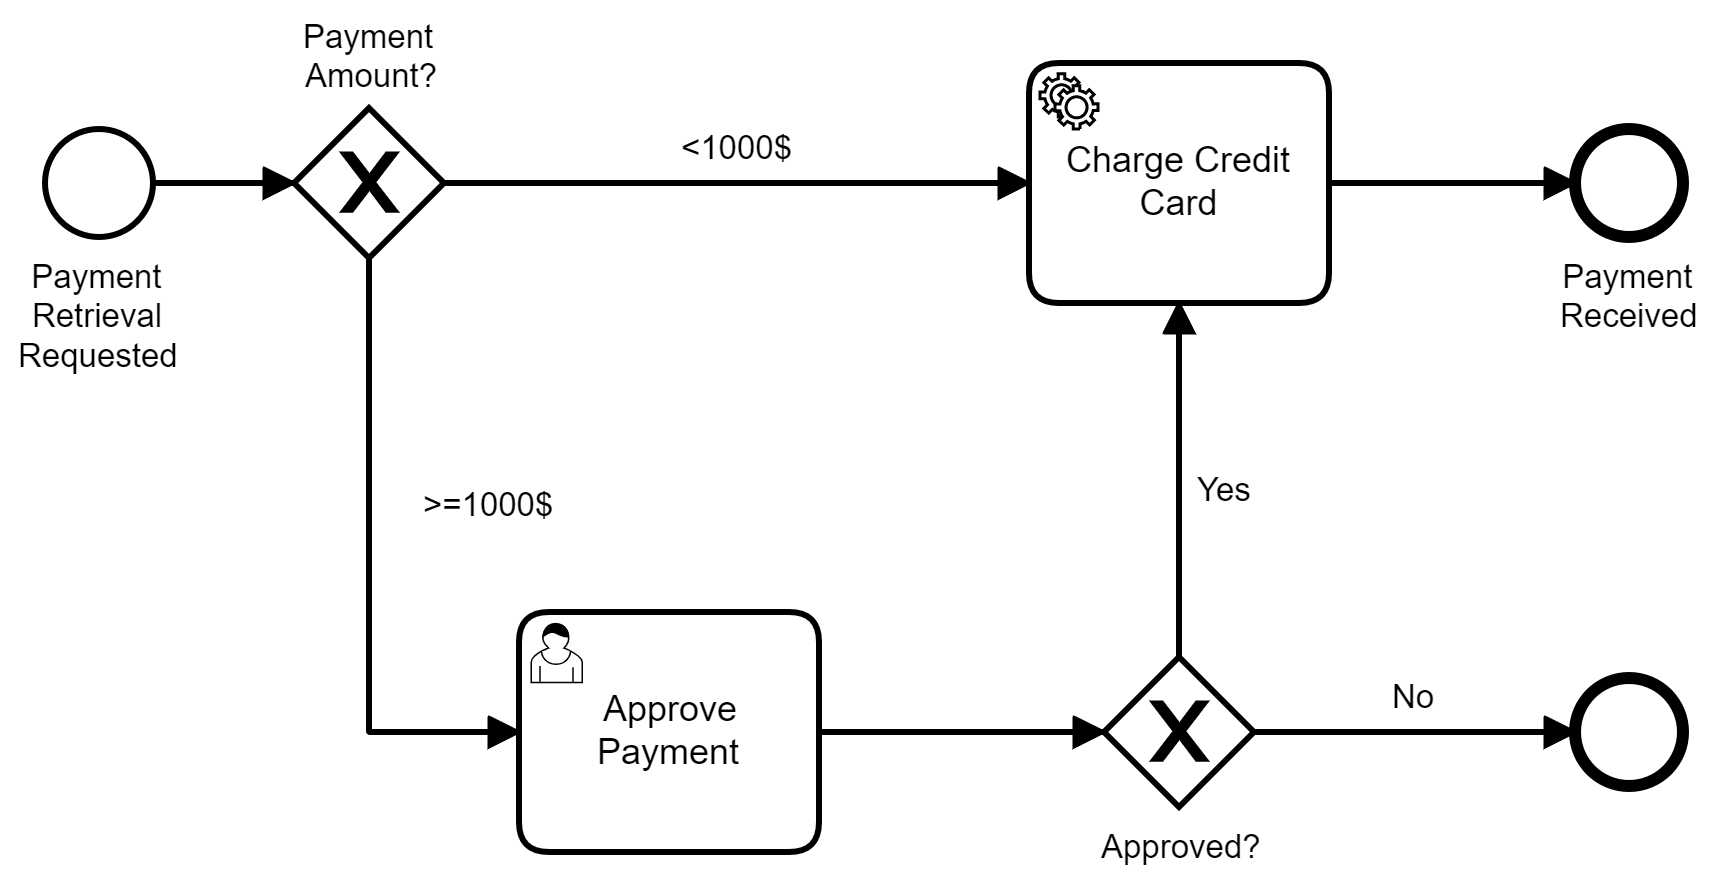 Payment
Amount?
<1000$
Charge Credit
Card
Payment
Retrieval
Requested
Payment
Received
>=1000$
Yes
Approve
Payment
No
Approved?